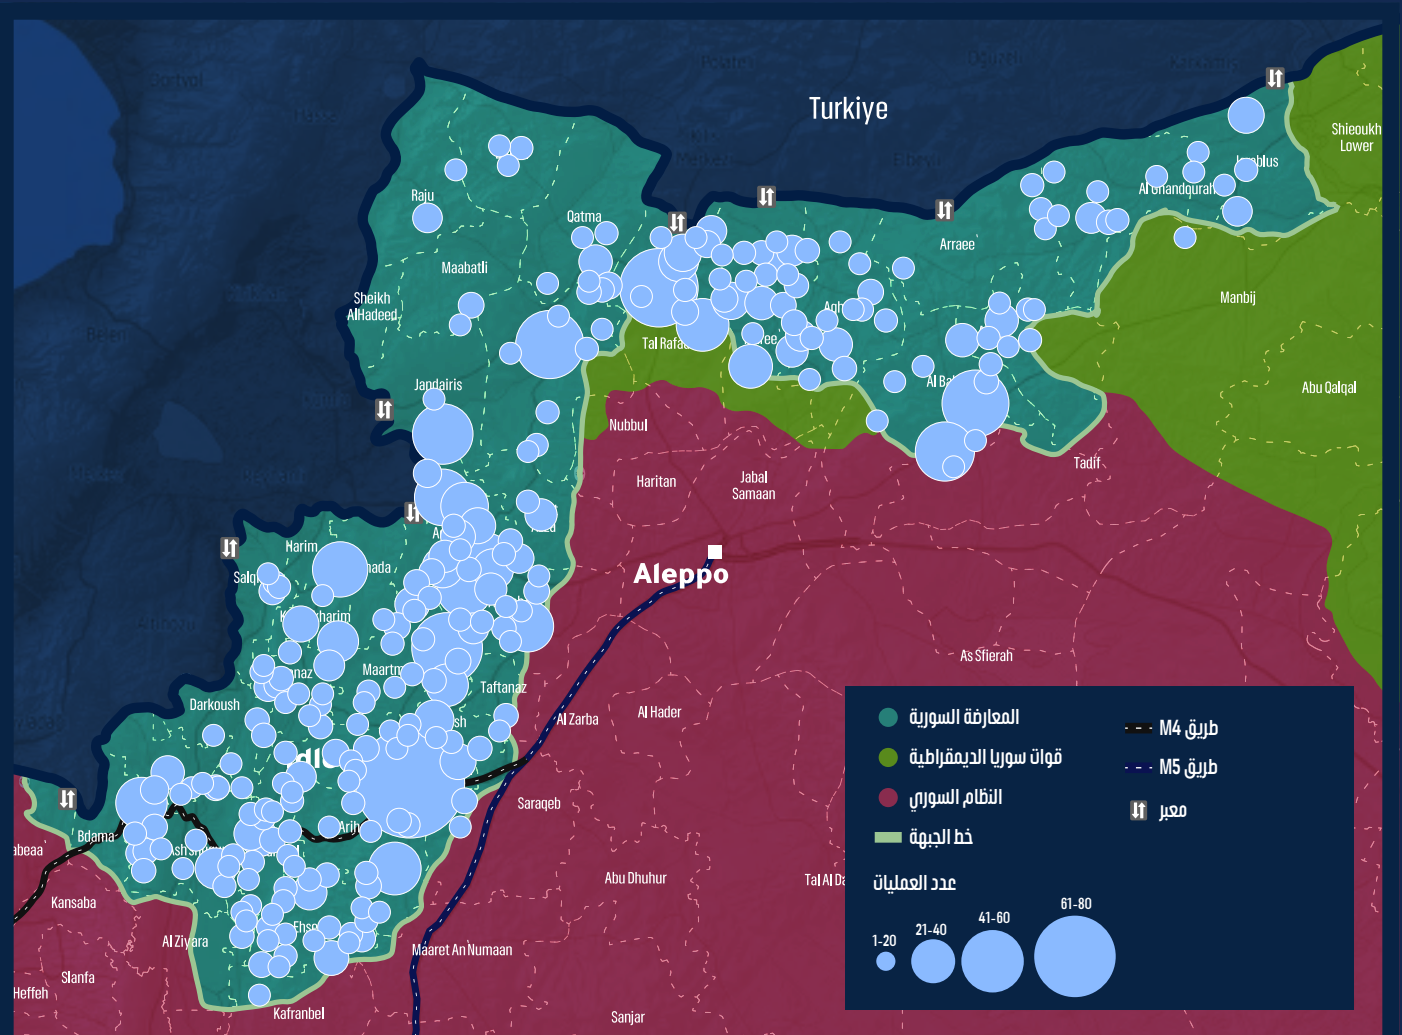 Turkiye
Shieoukh
Lower
Jarablus
Al Ghandqurah
Raju
Qatma
Arraee
Maabatli
Sheikh
AlHadeed
Manbij
Tal Rafaat
Jandairis
Abu Qalqal
Nubbul
Tadif
Haritan
Jabal
Samaan
Harim
Aleppo
As Sfierah
Darkoush
Taftanaz
Al Zarba
Al Hader
Saraqeb
Bdama
Abu Dhuhur
Kansaba
Al Ziyara
Maaret An Numaan
Slanfa
Heffeh
Kafranbel
Sanjar
المعارضة السورية
قوات سوريا الديمقراطية
النظام السوري
خط الجبهة
طريق M4
طريق M5
معبر
عدد العمليات
1-20
21-40
41-60
61-80